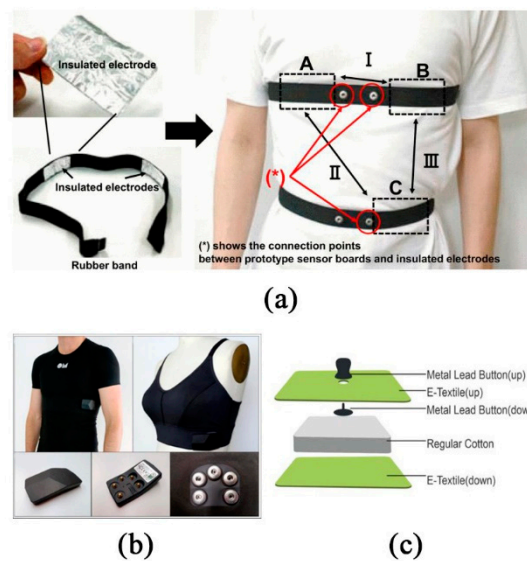 Insulated electrode
Insulated electrodes
Rubber band
A
I
B
II
III
C
(*)
(*) shows the connection points
between prototype sensor boards and insulated electrodes
(a)
Metal Lead Button(up)
E-Textile(up)
Metal Lead Button(down
Regular Cotton
E-Textile(down)
(b)
(c)